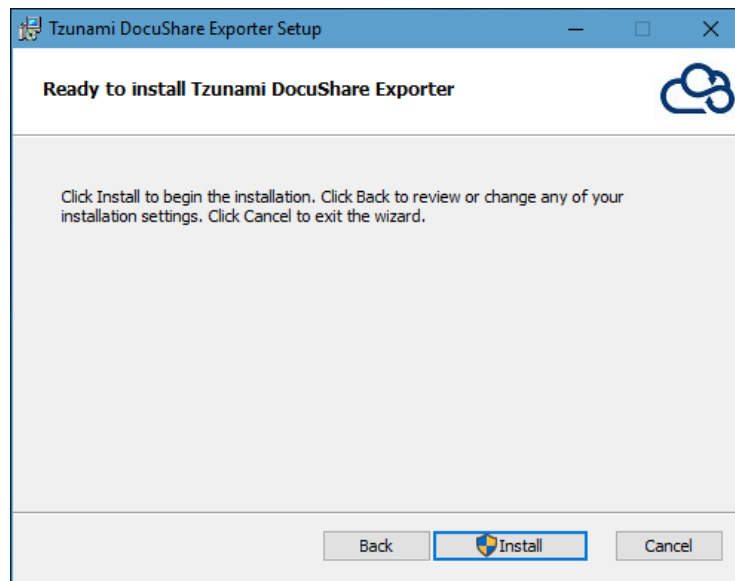 Tzunami DocuShare Exporter Setup
Ready to install Tzunami DocuShare Exporter
Click Install to begin the installation. Click Back to review or change any of your
installation settings. Click Cancel to exit the wizard.
Back
Install
Cancel